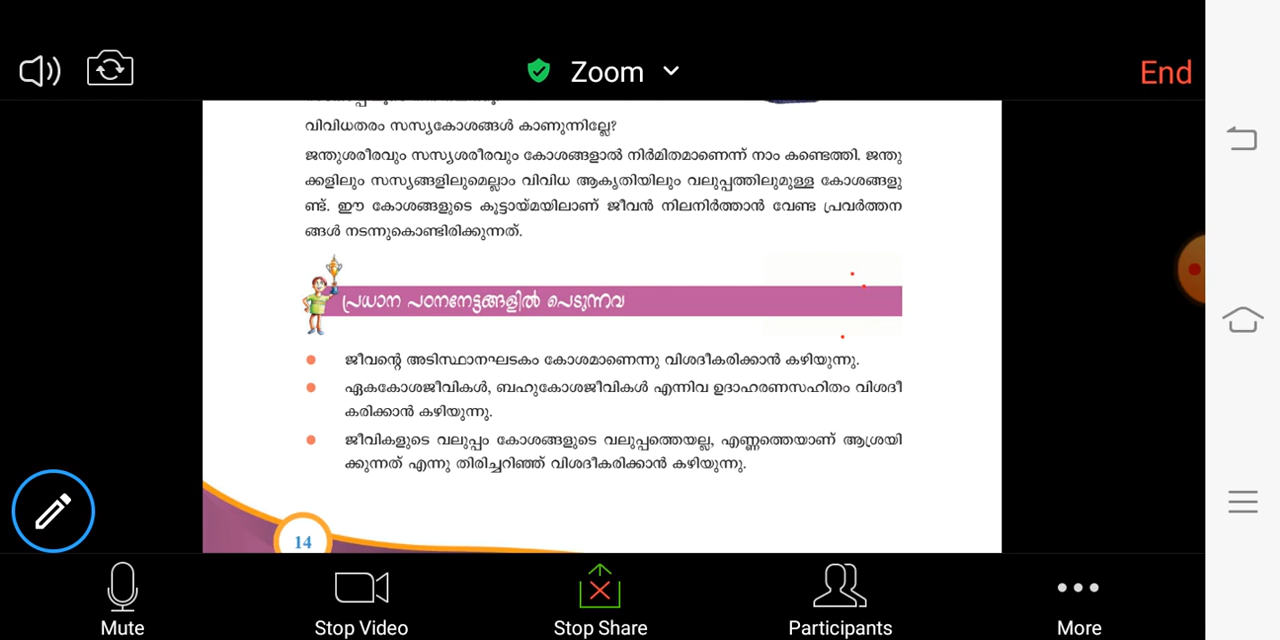 Zoom
End
വിവിധതരം സസ്യകോശങ്ങൾ കാണുന്നില്ലേ?
ജന്തുശരീരവും സസ്യശരീരവും കോശങ്ങളാൽ നിർമിതമാണെന്ന് നാം കണ്ടെത്തി. ജന്തു
ക്കളിലും സസ്യങ്ങളിലുമെല്ലാം വിവിധ ആകൃതിയിലും വലുപ്പത്തിലുമുള്ള കോശങ്ങളു
ണ്ട്. ഈ കോശങ്ങളുടെ കൂട്ടായ്മയിലാണ് ജീവൻ നിലനിർത്താൻ വേണ്ട പ്രവർത്തന
ങ്ങൾ നടന്നുകൊണ്ടിരിക്കുന്നത്.
പ്രധാന പഠനനേട്ടങ്ങളിൽ പെടുന്നവ
ജീവന്റെ അടിസ്ഥാനഘടകം കോശമാണെന്നു വിശദീകരിക്കാൻ കഴിയുന്നു.
ഏകകോശജീവികൾ, ബഹുകോശജീവികൾ എന്നിവ ഉദാഹരണസഹിതം വിശദീ
കരിക്കാൻ കഴിയുന്നു.
ജീവികളുടെ വലുപ്പം കോശങ്ങളുടെ വലുപ്പത്തെയല്ല, എണ്ണത്തെയാണ് ആശ്രയി
ക്കുന്നത് എന്നു തിരിച്ചറിഞ്ഞ് വിശദീകരിക്കാൻ കഴിയുന്നു.
14
Mute
Stop Video
Stop Share
Participants
More